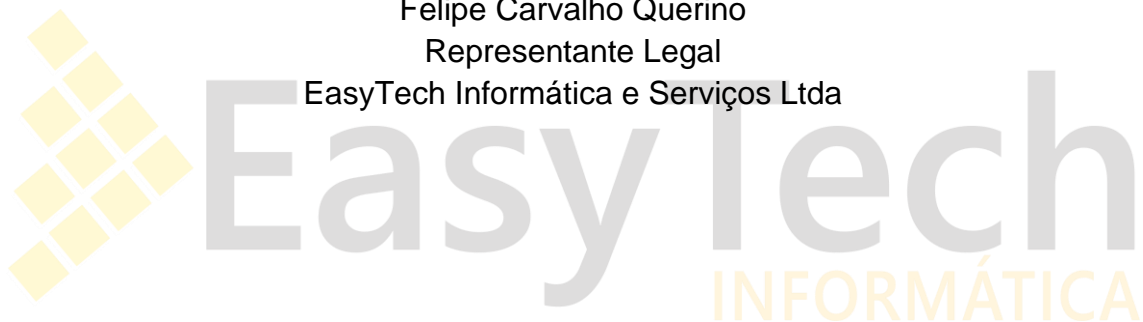 Felipe Carvalho Querino
Representante Legal
EasyTech Informática e Serviços Ltda
EasyTech
INFORMÁTICA